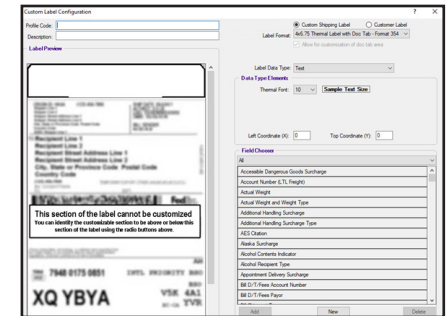 Custom Label Configuration
?
Profile Code:
Description:
Custom Shipping Label
Customer Label
Label Format: 4x6.75 Thermal Label with Doc Tab - Format 354
Allow for customization of doc tab area
Label Preview
Label Data Type: Text
Data Type Elements
Thermal Font: 10 Sample Text Size
Left Coordinate (X): 0 Top Coordinate (Y): 0
Recipient Line 1
Recipient Line 2
Recipient Street Address Line 1
Recipient Street Address Line 2
City, State or Province Code Postal Code
Country Code
Fed
This section of the label cannot be customized
You can identify the customizable section to be above or below this
section of the label using the radio buttons above.
7948 0175 0851 INTL PRIORITY
XQ YBYA
V5K 4A1
YVR
Field Chooser
All
Accessible Dangerous Goods Surcharge
Account Number (LTL Freight)
Actual Weight
Actual Weight and Weight Type
Additional Handling Surcharge
Additional Handling Surcharge Type
AES Citation
Alaska Surcharge
Alcohol Contents Indicator
Alcohol Recipient Type
Appointment Delivery Surcharge
Bill D/T/Fees Account Number
Bill D/T/Fees Payor
Add New Delete